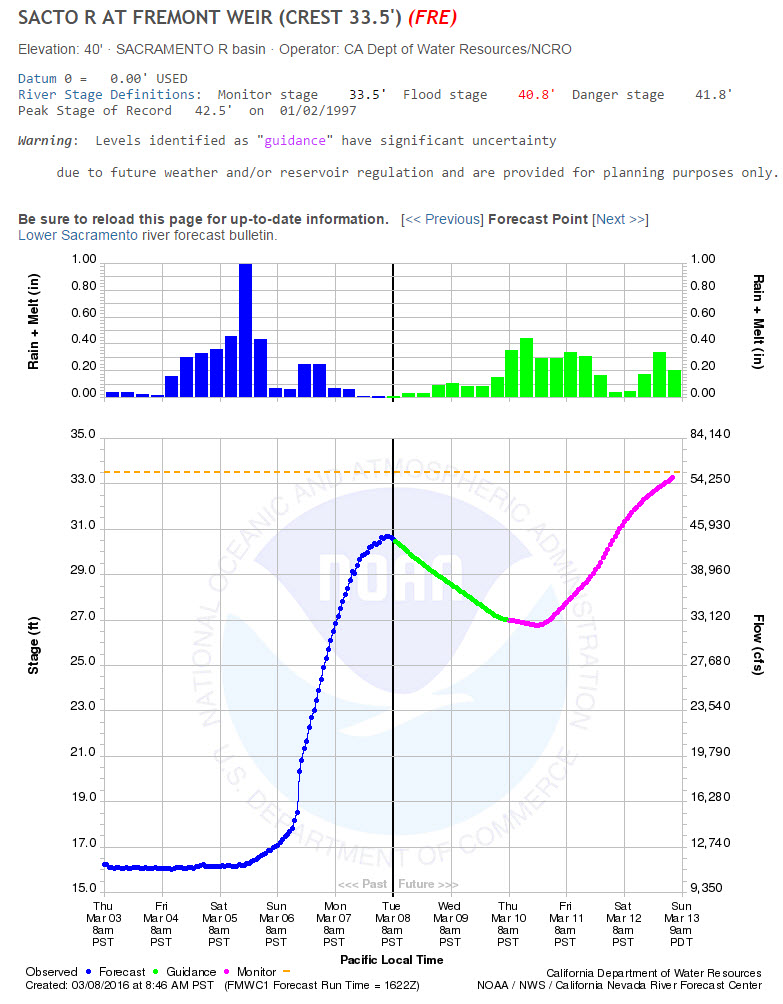 SACTO R AT FREMONT WEIR (CREST 33.5') (FRE)
Elevation: 40' · SACRAMENTO R basin · Operator: CA Dept of Water Resources/NCRO
Datum 0 = 0.00' USED
River Stage Definitions: Monitor stage 33.5' Flood stage 40.8' Danger stage 41.8'
Peak Stage of Record 42.5' on 01/02/1997
Warning: Levels identified as "guidance" have significant uncertainty
due to future weather and/or reservoir regulation and are provided for planning purposes only.
Be sure to reload this page for up-to-date information. [<< Previous] Forecast Point [Next >>]
Lower Sacramento river forecast bulletin.
Rain + Melt (in)
1.00 1.00
0.80 0.80
0.60 0.60
0.40 0.40
0.20 0.20
0.00 0.00
Rain + Melt (in)
Stage (ft)
35.0 84,140
33.0 54,250
31.0 45,930
29.0 38,960
27.0 33,120
25.0 27,680
23.0 23,540
21.0 19,790
19.0 16,280
17.0 12,740
15.0 9,350
Flow (cfs)
NATIONAL OCEANIC AND ATMOSPHERIC ADMINISTRATION
NOAA
U.S. DEPARTMENT OF COMMERCE
<<< Past Future >>>
Thu Fri Sat Sun Mon Tue Wed Thu Fri Sat Sun
Mar 03 Mar 04 Mar 05 Mar 06 Mar 07 Mar 08 Mar 09 Mar 10 Mar 11 Mar 12 Mar 13
8am 8am 8am 8am 8am 8am 8am 8am 8am 8am 9am
PST PST PST PST PST PST PST PST PST PST PDT
Pacific Local Time
Observed Forecast Guidance Monitor
California Department of Water Resources
Created: 03/08/2016 at 8:46 AM PST (FMWC1 Forecast Run Time = 1622Z)
NOAA / NWS / California Nevada River Forecast Center